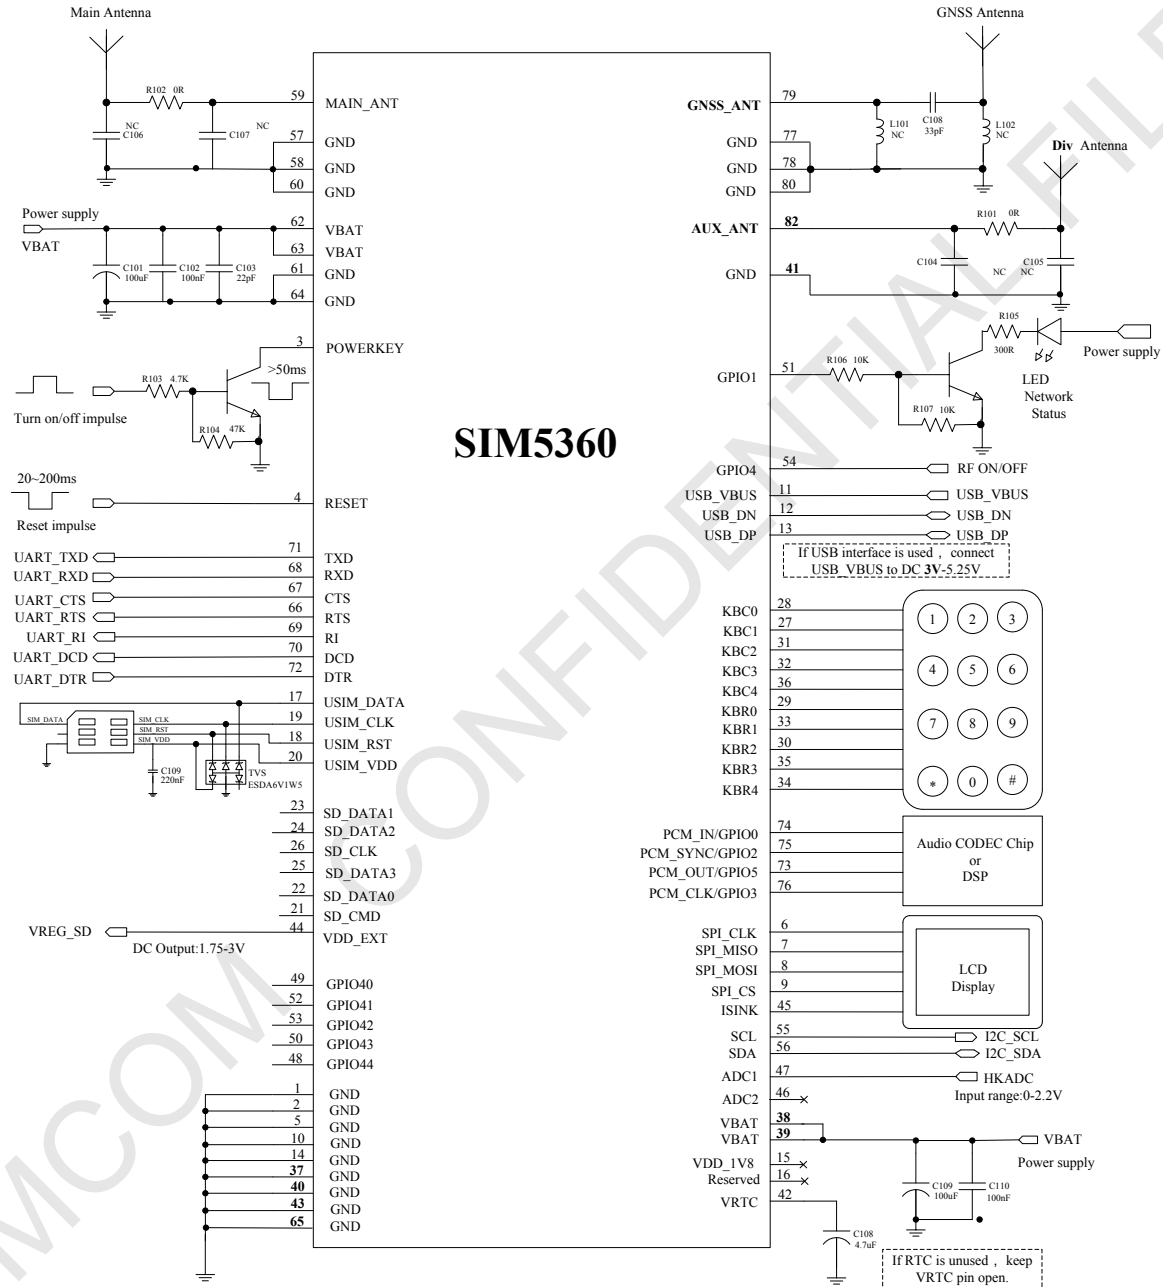 Main Antenna
GNSS Antenna
R102 0R
59 MAIN_ANT
NC
C106
NC
C107
57 GND
58 GND
60 GND
GNSS_ANT 79
L101
NC
C108
33pF
L102
NC
GND 77
GND 78
GND 80
Div Antenna
Power supply
VBAT
62 VBAT
63 VBAT
61 GND
64 GND
C101
100uF
C102
100nF
C103
22pF
AUX_ANT 82
R101 0R
C104 NC
C105
NC
GND 41
3 POWERKEY
>50ms
R103 4.7K
R104 47K
Turn on/off impulse
GPIO1 51
R106 10K
R107 10K
R105
300R
Power supply
LED
Network
Status
SIM5360
20~200ms
Reset impulse
4 RESET
GPIO4 54 RF ON/OFF
USB_VBUS 11 USB_VBUS
USB_DN 12 USB_DN
USB_DP 13 USB_DP
If USB interface is used , connect
USB_VBUS to DC 3V-5.25V
UART_TXD 71 TXD
UART_RXD 68 RXD
UART_CTS 67 CTS
UART_RTS 66 RTS
UART_RI 69 RI
UART_DCD 70 DCD
UART_DTR 72 DTR
KBC0 28
KBC1 27
KBC2 31
KBC3 32
KBC4 36
KBR0 29
KBR1 33
KBR2 30
KBR3 35
KBR4 34
1 2 3
4 5 6
7 8 9
* 0 #
17 USIM_DATA
19 USIM_CLK
18 USIM_RST
20 USIM_VDD
SIM_DATA
SIM_CLK
SIM_RST
SIM_VDD
C109
220nF
TVS
ESDA6V1W5
23 SD_DATA1
24 SD_DATA2
26 SD_CLK
25 SD_DATA3
22 SD_DATA0
21 SD_CMD
VREG_SD 44 VDD_EXT
DC Output:1.75-3V
PCM_IN/GPIO0 74
PCM_SYNC/GPIO2 75
PCM_OUT/GPIO5 73
PCM_CLK/GPIO3 76
Audio CODEC Chip
or
DSP
SPI_CLK 6
SPI_MISO 7
SPI_MOSI 8
SPI_CS 9
ISINK 45
LCD
Display
49 GPIO40
52 GPIO41
53 GPIO42
50 GPIO43
48 GPIO44
SCL 55 I2C_SCL
SDA 56 I2C_SDA
ADC1 47 HKADC
Input range:0-2.2V
ADC2 46
VBAT 38
VBAT 39 VBAT
Power supply
VDD_1V8 15
Reserved 16
VRTC 42
C109
100uF
C110
100nF
C108
4.7uF
If RTC is unused , keep
VRTC pin open.
1 GND
2 GND
5 GND
10 GND
14 GND
37 GND
40 GND
43 GND
65 GND
MCOM CONFIDENTIAL FILE